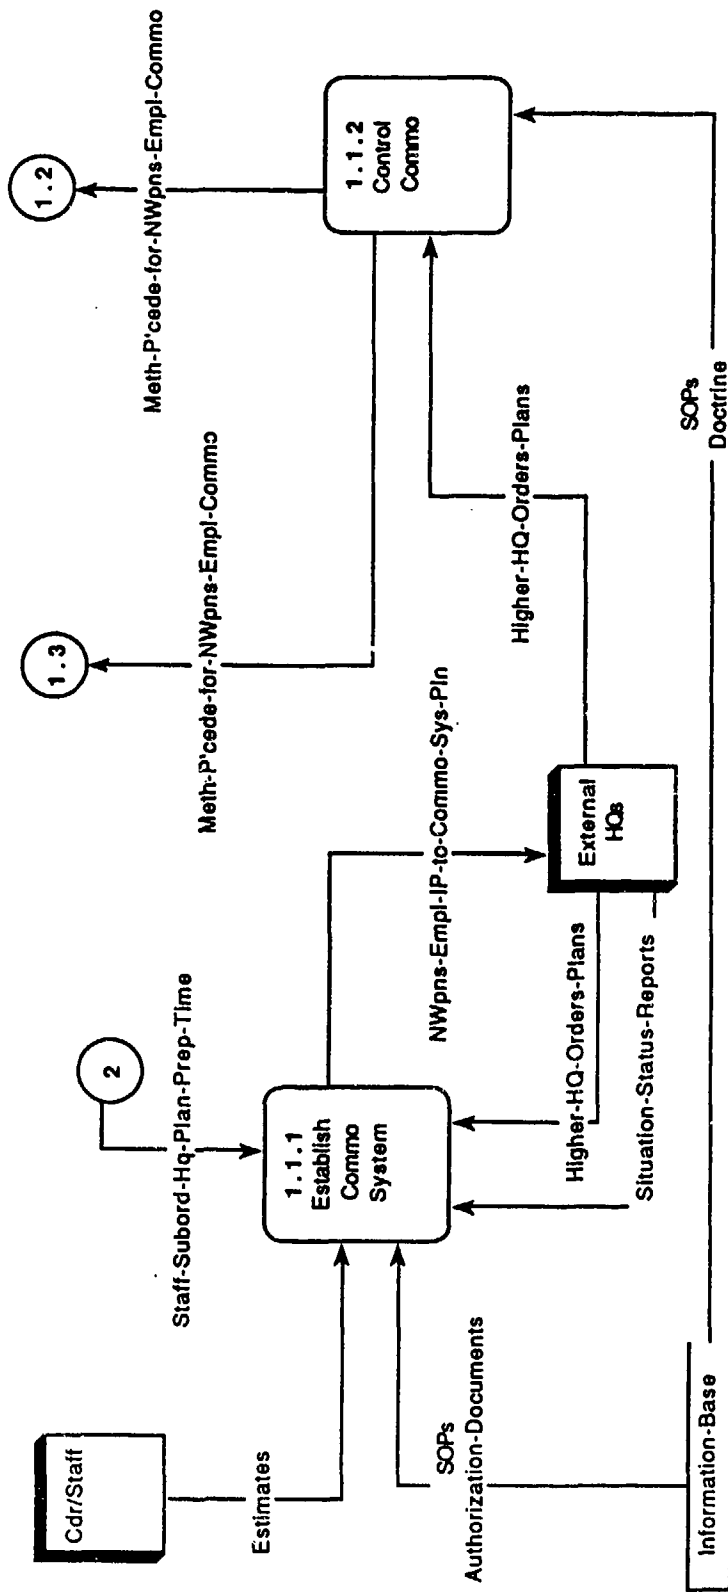 Cdr/Staff
Estimates
2
Staff-Subord-Hq-Plan-Prep-Time
1.1.1
Establish
Commo
System
SOPs
Authorization-Documents
Information-Base
NWpns-Empl-IP-to-Commo-Sys-Pln
External
HQs
Higher-HQ-Orders-Plans
Situation-Status-Reports
1.3
Meth-P'cede-for-NWpns-Empl-Commo
1.2
Meth-P'cede-for-NWpns-Empl-Commo
1.1.2
Control
Commo
Higher-HQ-Orders-Plans
SOPs
Doctrine